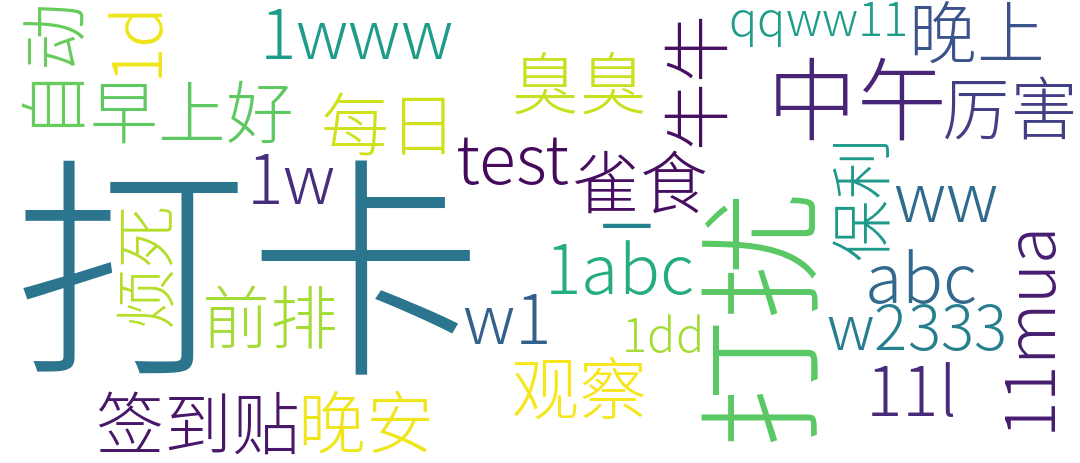 自动
1d
1www
臭臭
牛牛
qqww11
晚上
早上好
每日
test
中午
厉害
打卡
烦死
1w
雀食
一
打扰
保利
ww
前排
w1
1abc
1dd
abc
w2333
11mua
签到贴
晚安
观察
11l